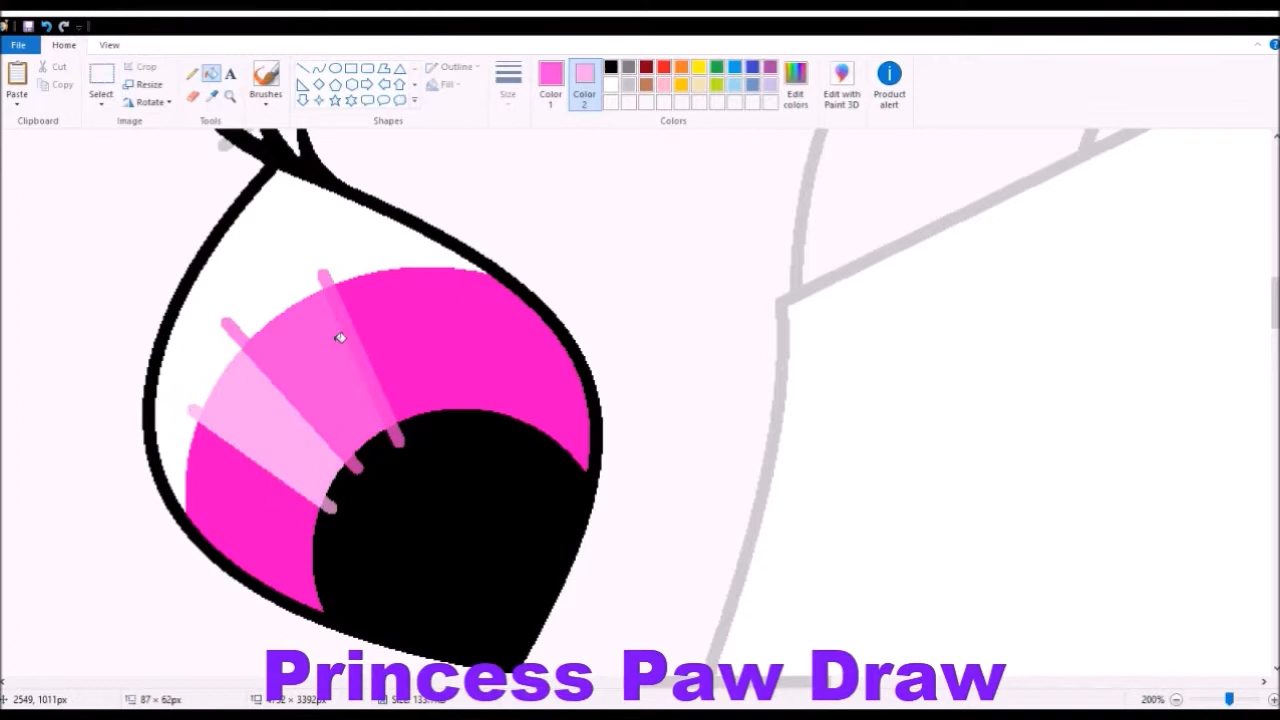 File Home View
Cut
Copy
Paste
Clipboard
Select
Crop
Resize
Rotate
Image
Tools
Brushes
Outline
Fill
Shapes
Size
Color 1
Color 2
Edit colors
Edit with Paint 3D
Product alert
Colors
Princess Paw Draw
2549, 1011px
87 × 62px
200%